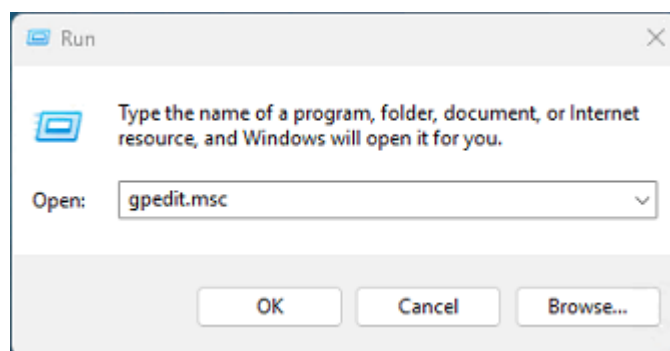 Run
Type the name of a program, folder, document, or Internet
resource, and Windows will open it for you.
Open: gpedit.msc
OK Cancel Browse...